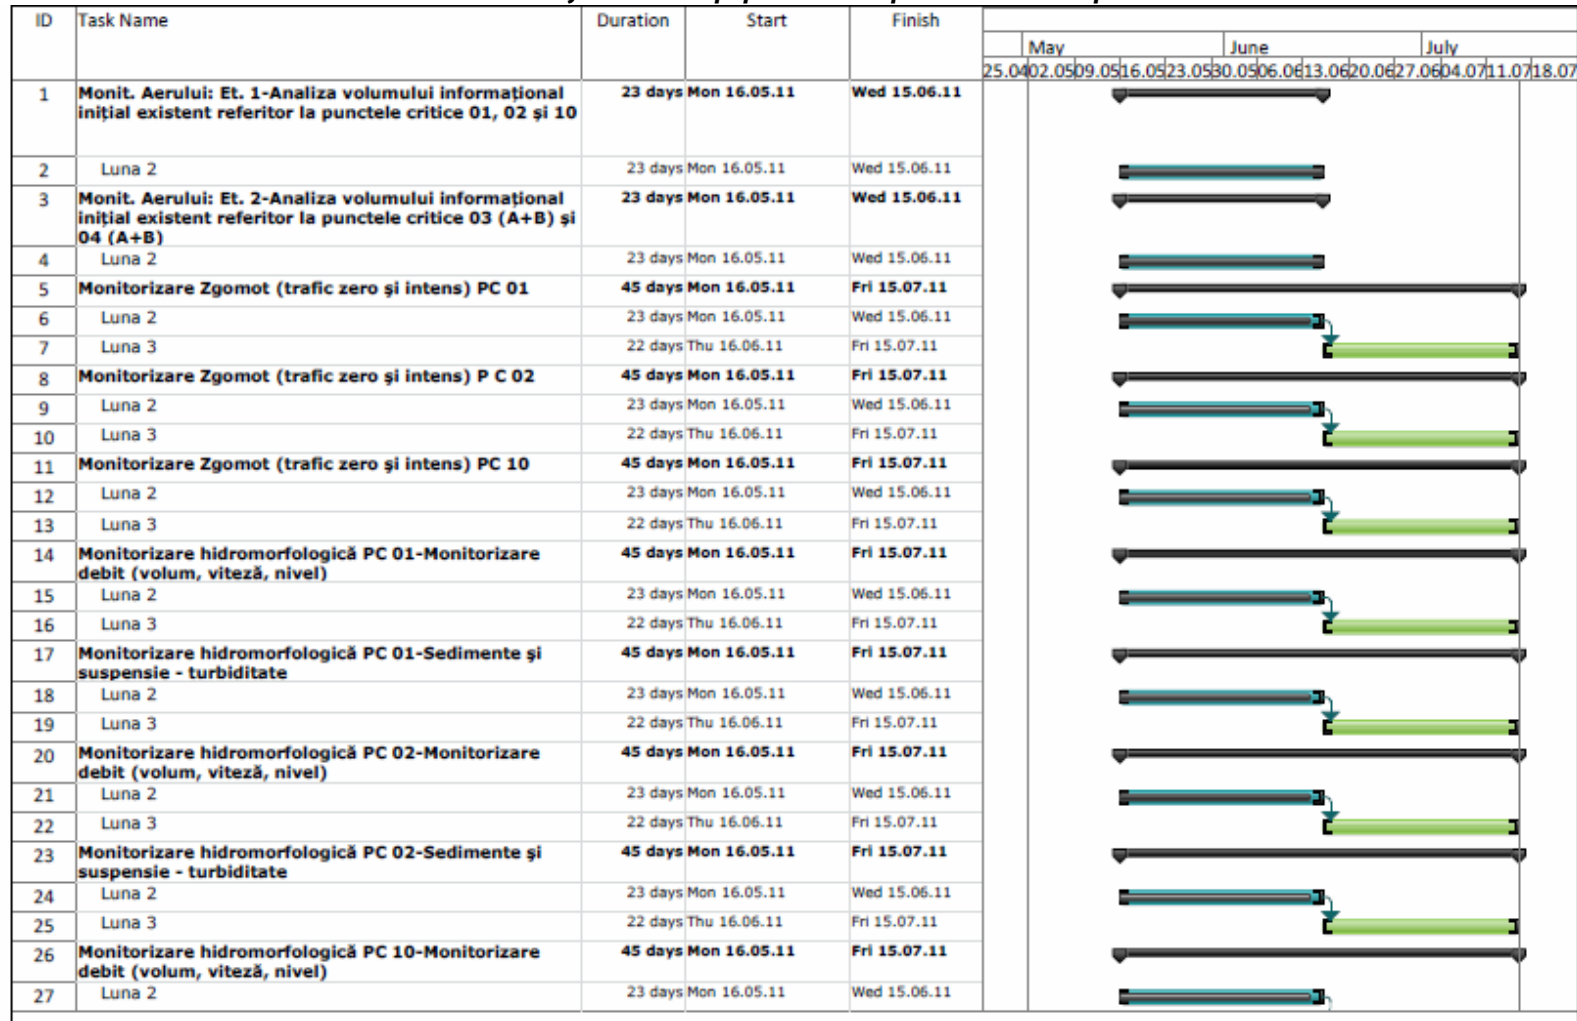 ID Task Name Duration Start Finish
May June July
25.04 02.05 09.05 16.05 23.05 30.05 06.06 13.06 20.06 27.06 04.07 11.07 18.07
1 Monit. Aerului: Et. 1-Analiza volumului informaţional 23 days Mon 16.05.11 Wed 15.06.11
iniţial existent referitor la punctele critice 01, 02 şi 10
2 Luna 2 23 days Mon 16.05.11 Wed 15.06.11
3 Monit. Aerului: Et. 2-Analiza volumului informaţional 23 days Mon 16.05.11 Wed 15.06.11
iniţial existent referitor la punctele critice 03 (A+B) şi
04 (A+B)
4 Luna 2 23 days Mon 16.05.11 Wed 15.06.11
5 Monitorizare Zgomot (trafic zero şi intens) PC 01 45 days Mon 16.05.11 Fri 15.07.11
6 Luna 2 23 days Mon 16.05.11 Wed 15.06.11
7 Luna 3 22 days Thu 16.06.11 Fri 15.07.11
8 Monitorizare Zgomot (trafic zero şi intens) P C 02 45 days Mon 16.05.11 Fri 15.07.11
9 Luna 2 23 days Mon 16.05.11 Wed 15.06.11
10 Luna 3 22 days Thu 16.06.11 Fri 15.07.11
11 Monitorizare Zgomot (trafic zero şi intens) PC 10 45 days Mon 16.05.11 Fri 15.07.11
12 Luna 2 23 days Mon 16.05.11 Wed 15.06.11
13 Luna 3 22 days Thu 16.06.11 Fri 15.07.11
14 Monitorizare hidromorfologică PC 01-Monitorizare 45 days Mon 16.05.11 Fri 15.07.11
debit (volum, viteză, nivel)
15 Luna 2 23 days Mon 16.05.11 Wed 15.06.11
16 Luna 3 22 days Thu 16.06.11 Fri 15.07.11
17 Monitorizare hidromorfologică PC 01-Sedimente şi 45 days Mon 16.05.11 Fri 15.07.11
suspensie - turbiditate
18 Luna 2 23 days Mon 16.05.11 Wed 15.06.11
19 Luna 3 22 days Thu 16.06.11 Fri 15.07.11
20 Monitorizare hidromorfologică PC 02-Monitorizare 45 days Mon 16.05.11 Fri 15.07.11
debit (volum, viteză, nivel)
21 Luna 2 23 days Mon 16.05.11 Wed 15.06.11
22 Luna 3 22 days Thu 16.06.11 Fri 15.07.11
23 Monitorizare hidromorfologică PC 02-Sedimente şi 45 days Mon 16.05.11 Fri 15.07.11
suspensie - turbiditate
24 Luna 2 23 days Mon 16.05.11 Wed 15.06.11
25 Luna 3 22 days Thu 16.06.11 Fri 15.07.11
26 Monitorizare hidromorfologică PC 10-Monitorizare 45 days Mon 16.05.11 Fri 15.07.11
debit (volum, viteză, nivel)
27 Luna 2 23 days Mon 16.05.11 Wed 15.06.11